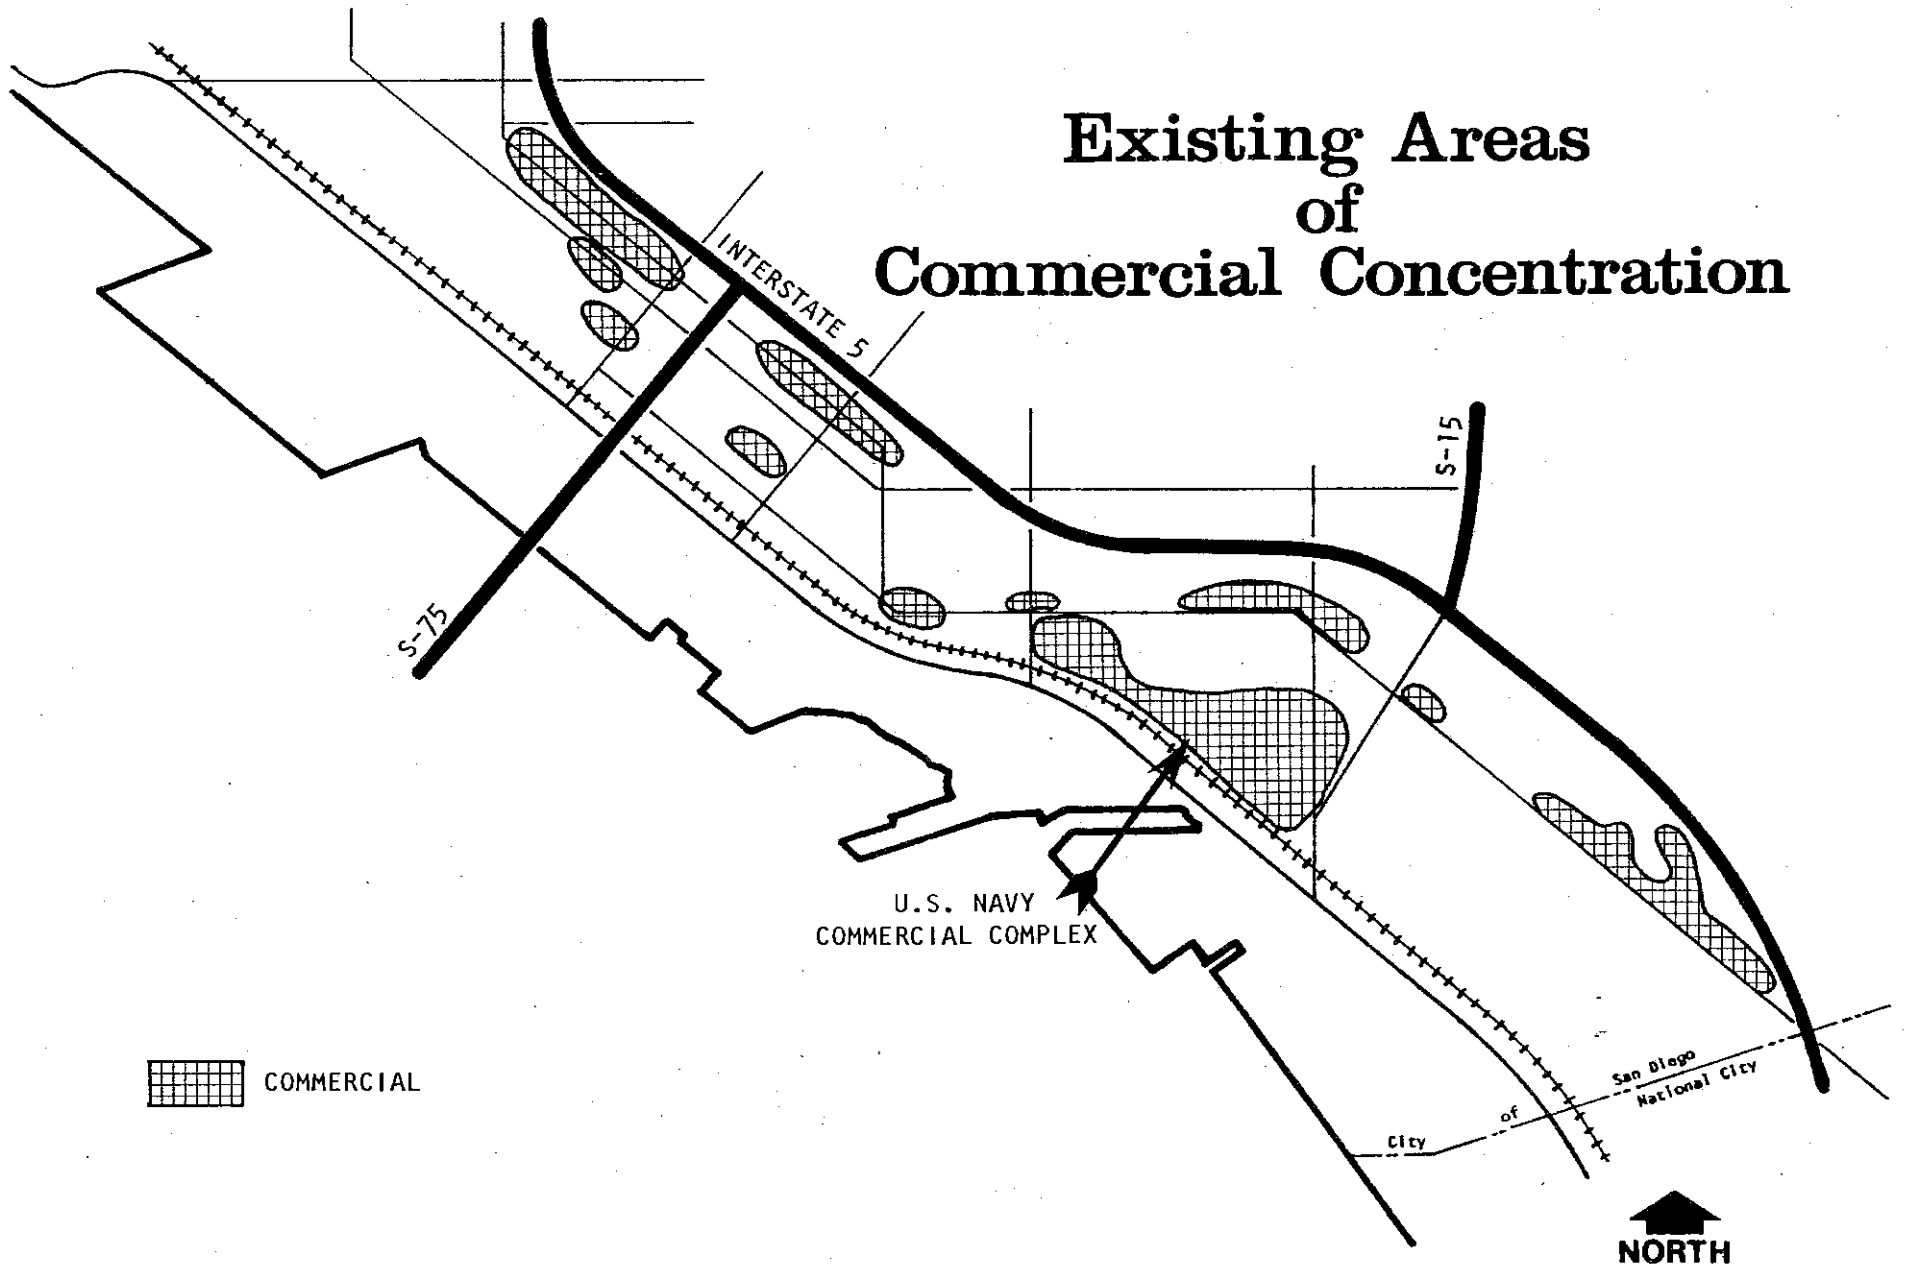 Existing Areas
of
Commercial Concentration
INTERSTATE 5
S-15
S-75
U.S. NAVY
COMMERCIAL COMPLEX
COMMERCIAL
San Diego
National City
City of
NORTH